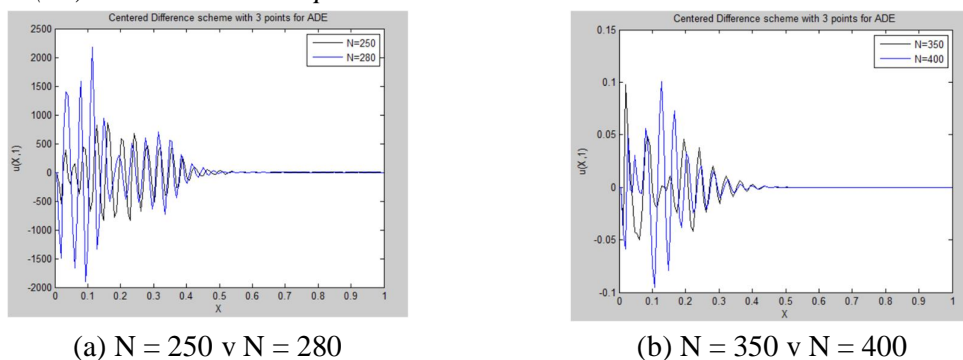 Centered Difference scheme with 3 points for ADE
N=250
N=280
2500
2000
1500
1000
500
0
-500
-1000
-1500
-2000
u(X,1)
0 0.1 0.2 0.3 0.4 0.5 0.6 0.7 0.8 0.9 1
X
(a) N = 250 v N = 280
Centered Difference scheme with 3 points for ADE
N=350
N=400
0.15
0.1
0.05
0
-0.05
-0.1
u(X,1)
0 0.1 0.2 0.3 0.4 0.5 0.6 0.7 0.8 0.9 1
X
(b) N = 350 v N = 400